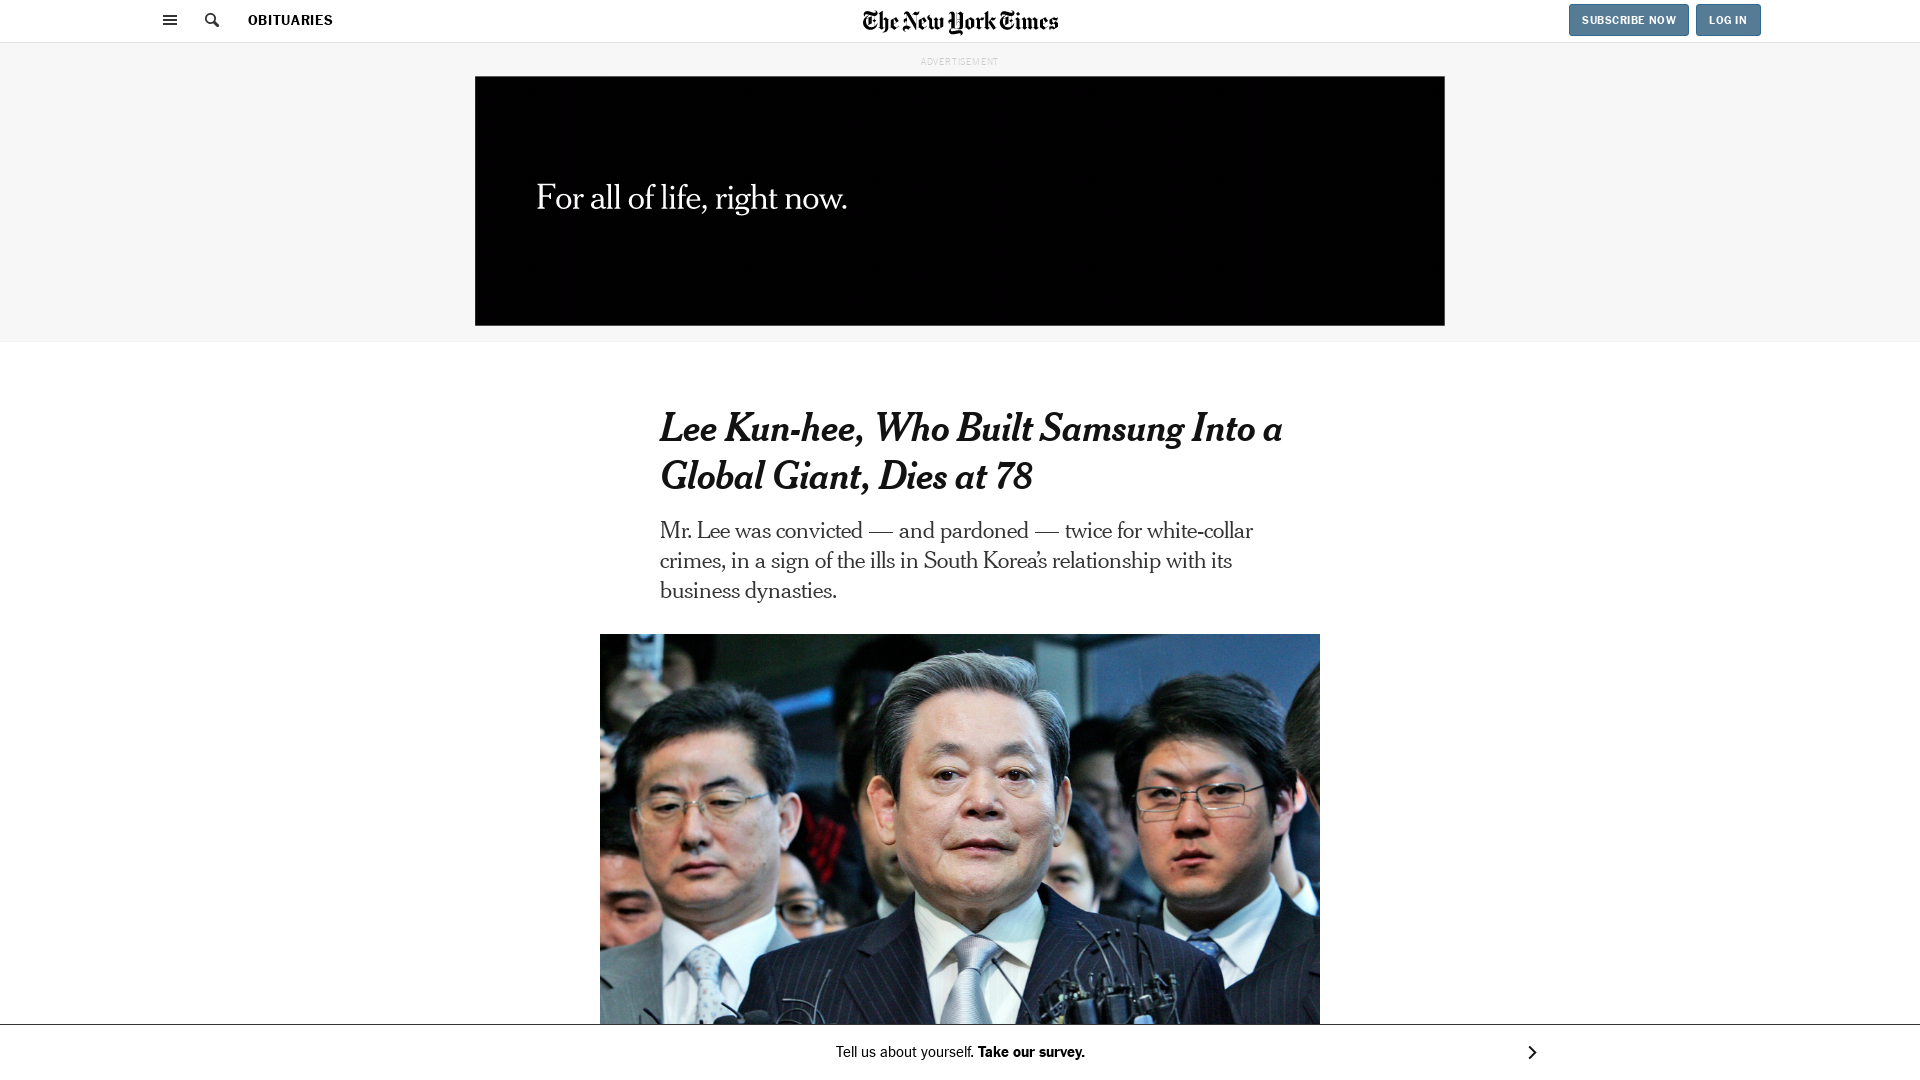 OBITUARIES
The New York Times
SUBSCRIBE NOW
LOG IN
ADVERTISEMENT
For all of life, right now.
Lee Kun-hee, Who Built Samsung Into a
Global Giant, Dies at 78
Mr. Lee was convicted — and pardoned — twice for white-collar
crimes, in a sign of the ills in South Korea’s relationship with its
business dynasties.
Tell us about yourself. Take our survey.